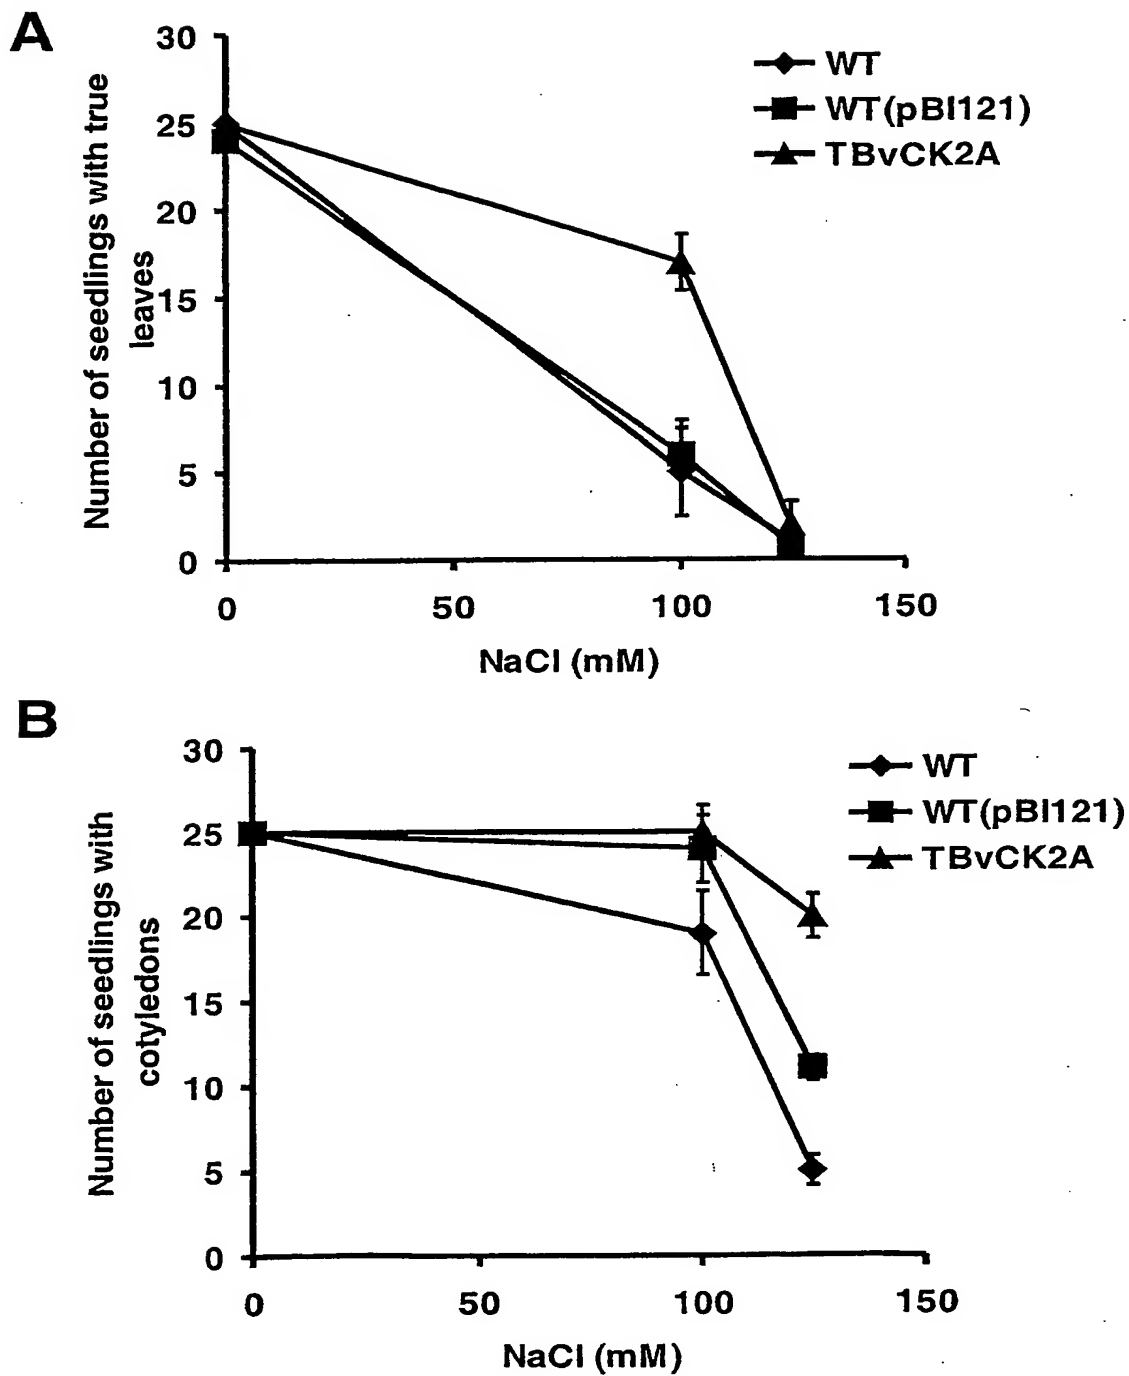 A
30
25
20
15
10
5
0
Number of seedlings with true
leaves
WT
WT(pBI121)
TBvCK2A
0 50 100 150
NaCl (mM)
B
30
25
20
15
10
5
0
Number of seedlings with
cotyledons
WT
WT(pBI121)
TBvCK2A
0 50 100 150
NaCl (mM)